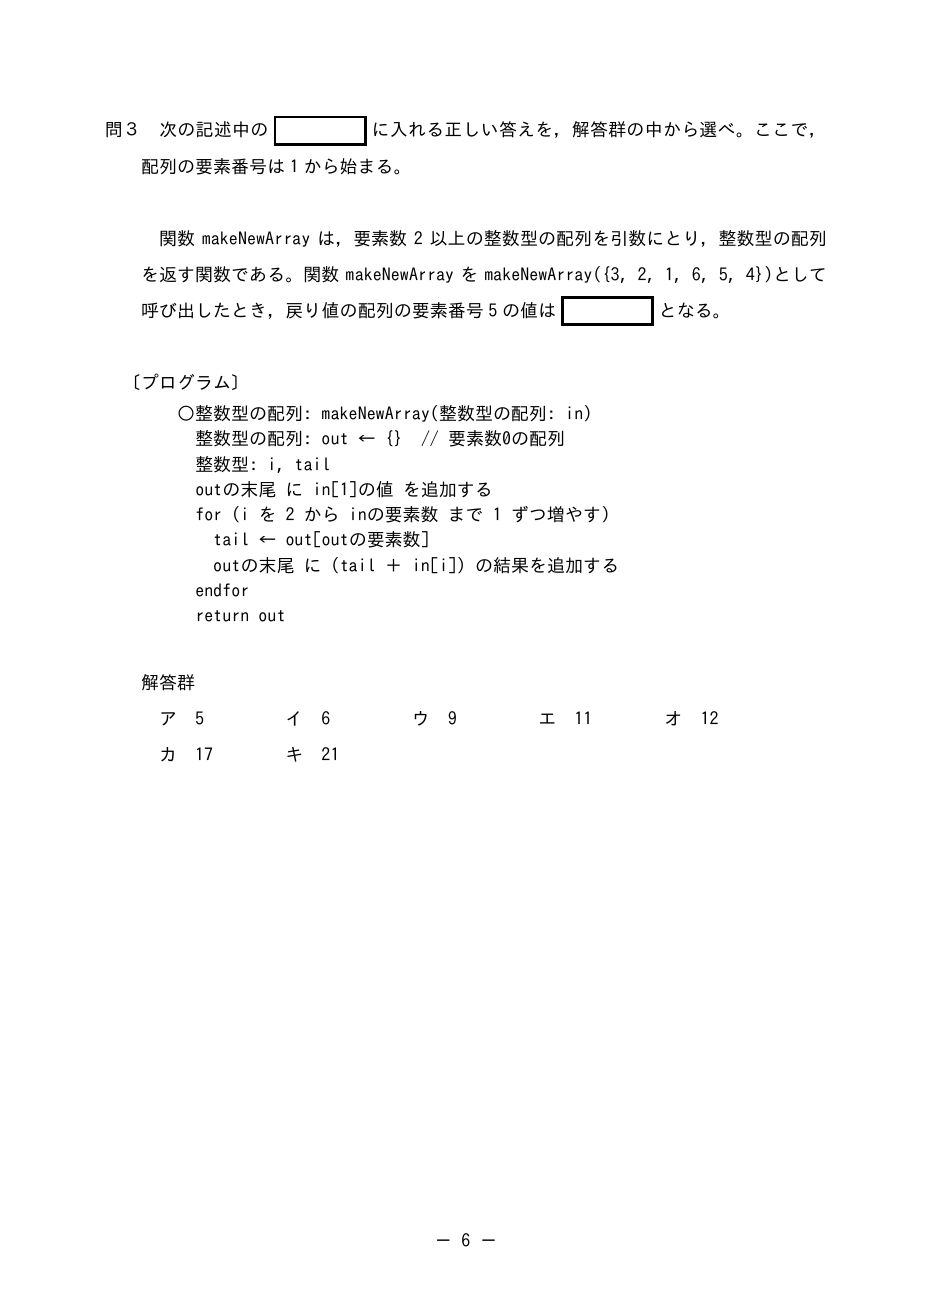 問3 次の記述中の に入れる正しい答えを，解答群の中から選べ。ここで，
配列の要素番号は 1 から始まる。
関数 makeNewArray は，要素数 2 以上の整数型の配列を引数にとり，整数型の配列
を返す関数である。関数 makeNewArray を makeNewArray({3, 2, 1, 6, 5, 4})として
呼び出したとき，戻り値の配列の要素番号 5 の値は となる。
〔プログラム〕
○整数型の配列: makeNewArray(整数型の配列: in)
整数型の配列: out ← {} // 要素数0の配列
整数型: i, tail
outの末尾 に in[1]の値 を追加する
for (i を 2 から inの要素数 まで 1 ずつ増やす)
tail ← out[outの要素数]
outの末尾 に (tail ＋ in[i]) の結果を追加する
endfor
return out
解答群
ア 5 イ 6 ウ 9 エ 11 オ 12
カ 17 キ 21
－ 6 －